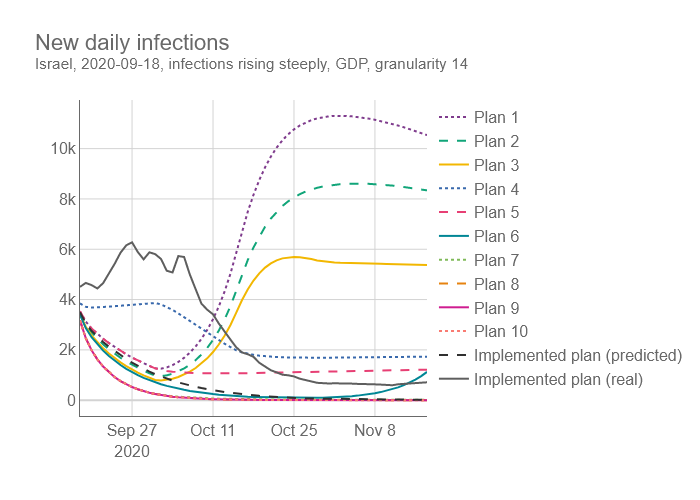 New daily infections
Israel, 2020-09-18, infections rising steeply, GDP, granularity 14
10k
8k
6k
4k
2k
0
Sep 27
2020
Oct 11
Oct 25
Nov 8
Plan 1
Plan 2
Plan 3
Plan 4
Plan 5
Plan 6
Plan 7
Plan 8
Plan 9
Plan 10
Implemented plan (predicted)
Implemented plan (real)